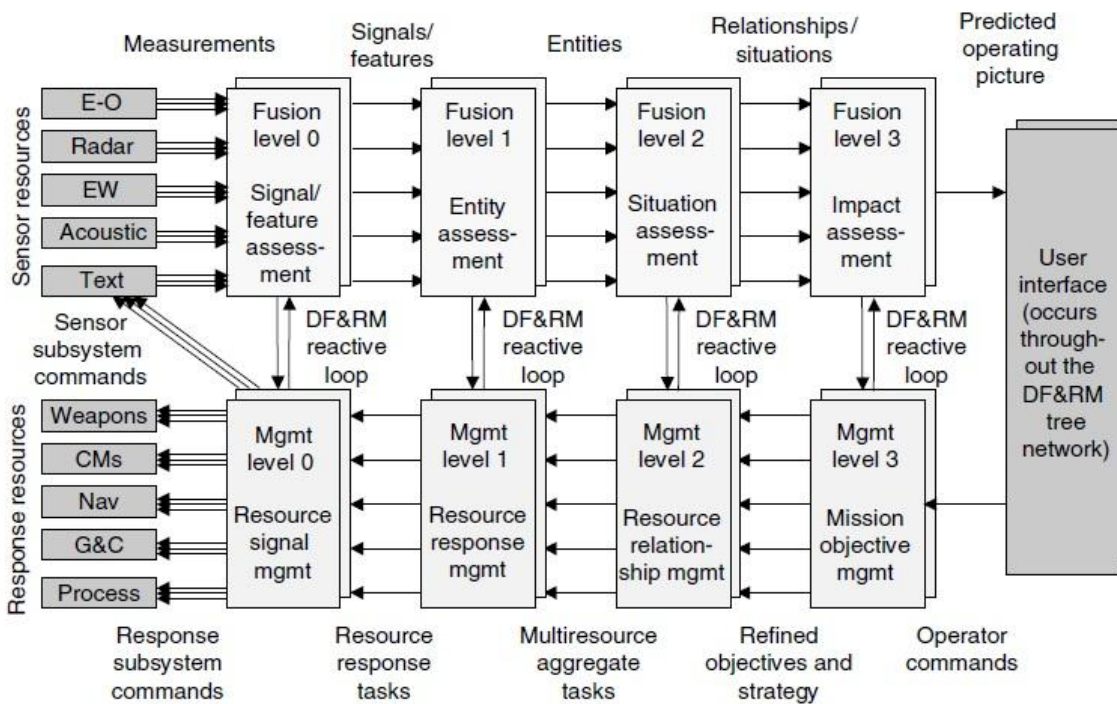 Measurements
Signals/
features
Entities
Relationships/
situations
Predicted
operating
picture
Sensor resources
E-O
Radar
EW
Acoustic
Text
Fusion
level 0
Signal/
feature
assess-
ment
Fusion
level 1
Entity
assess-
ment
Fusion
level 2
Situation
assess-
ment
Fusion
level 3
Impact
assess-
ment
User
interface
(occurs
through-
out the
DF&RM
tree
network)
Sensor
subsystem
commands
DF&RM
reactive
loop
DF&RM
reactive
loop
DF&RM
reactive
loop
DF&RM
reactive
loop
Response resources
Weapons
CMs
Nav
G&C
Process
Mgmt
level 0
Resource
signal
mgmt
Mgmt
level 1
Resource
response
mgmt
Mgmt
level 2
Resource
relation-
ship mgmt
Mgmt
level 3
Mission
objective
mgmt
Response
subsystem
commands
Resource
response
tasks
Multiresource
aggregate
tasks
Refined
objectives and
strategy
Operator
commands